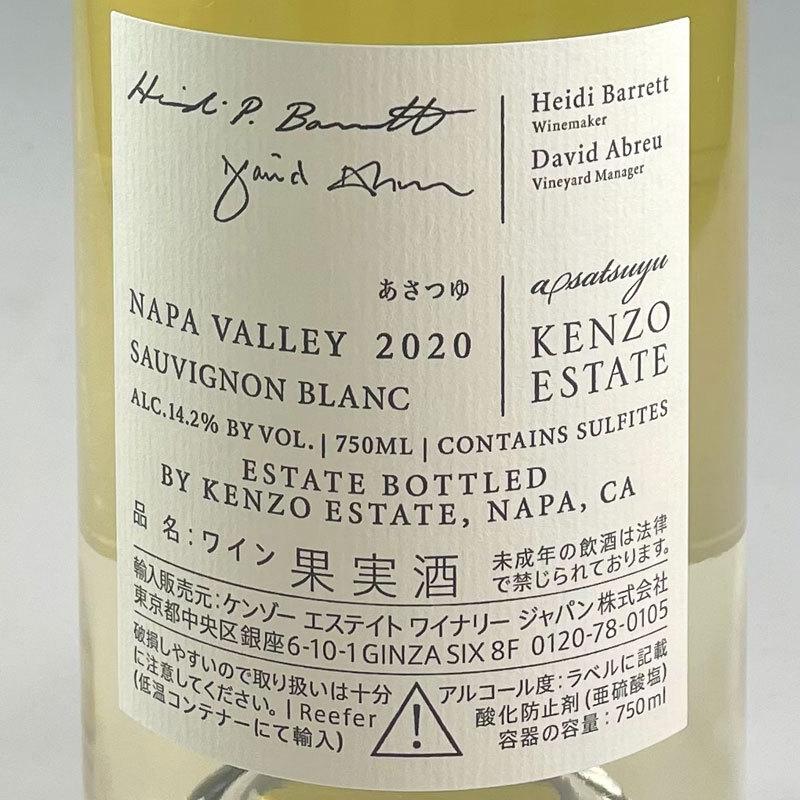 Heidi P. Barrett
David Abreu
Heidi Barrett
Winemaker
David Abreu
Vineyard Manager
あさつゆ
NAPA VALLEY 2020
SAUVIGNON BLANC
asatsuyu
KENZO
ESTATE
ALC.14.2% BY VOL. | 750ML | CONTAINS SULFITES
ESTATE BOTTLED
BY KENZO ESTATE, NAPA, CA
品 名：ワイン 果実酒
未成年の飲酒は法律
で禁じられております。
輸入販売元：ケンゾー エステイト ワイナリー ジャパン株式会社
東京都中央区銀座6-10-1 GINZA SIX 8F 0120-78-0105
破損しやすいので取り扱いは十分
に注意してください。 | Reefer
(低温コンテナーにて輸入)
アルコール度：ラベルに記載
酸化防止剤 (亜硫酸塩)
容器の容量：750ml